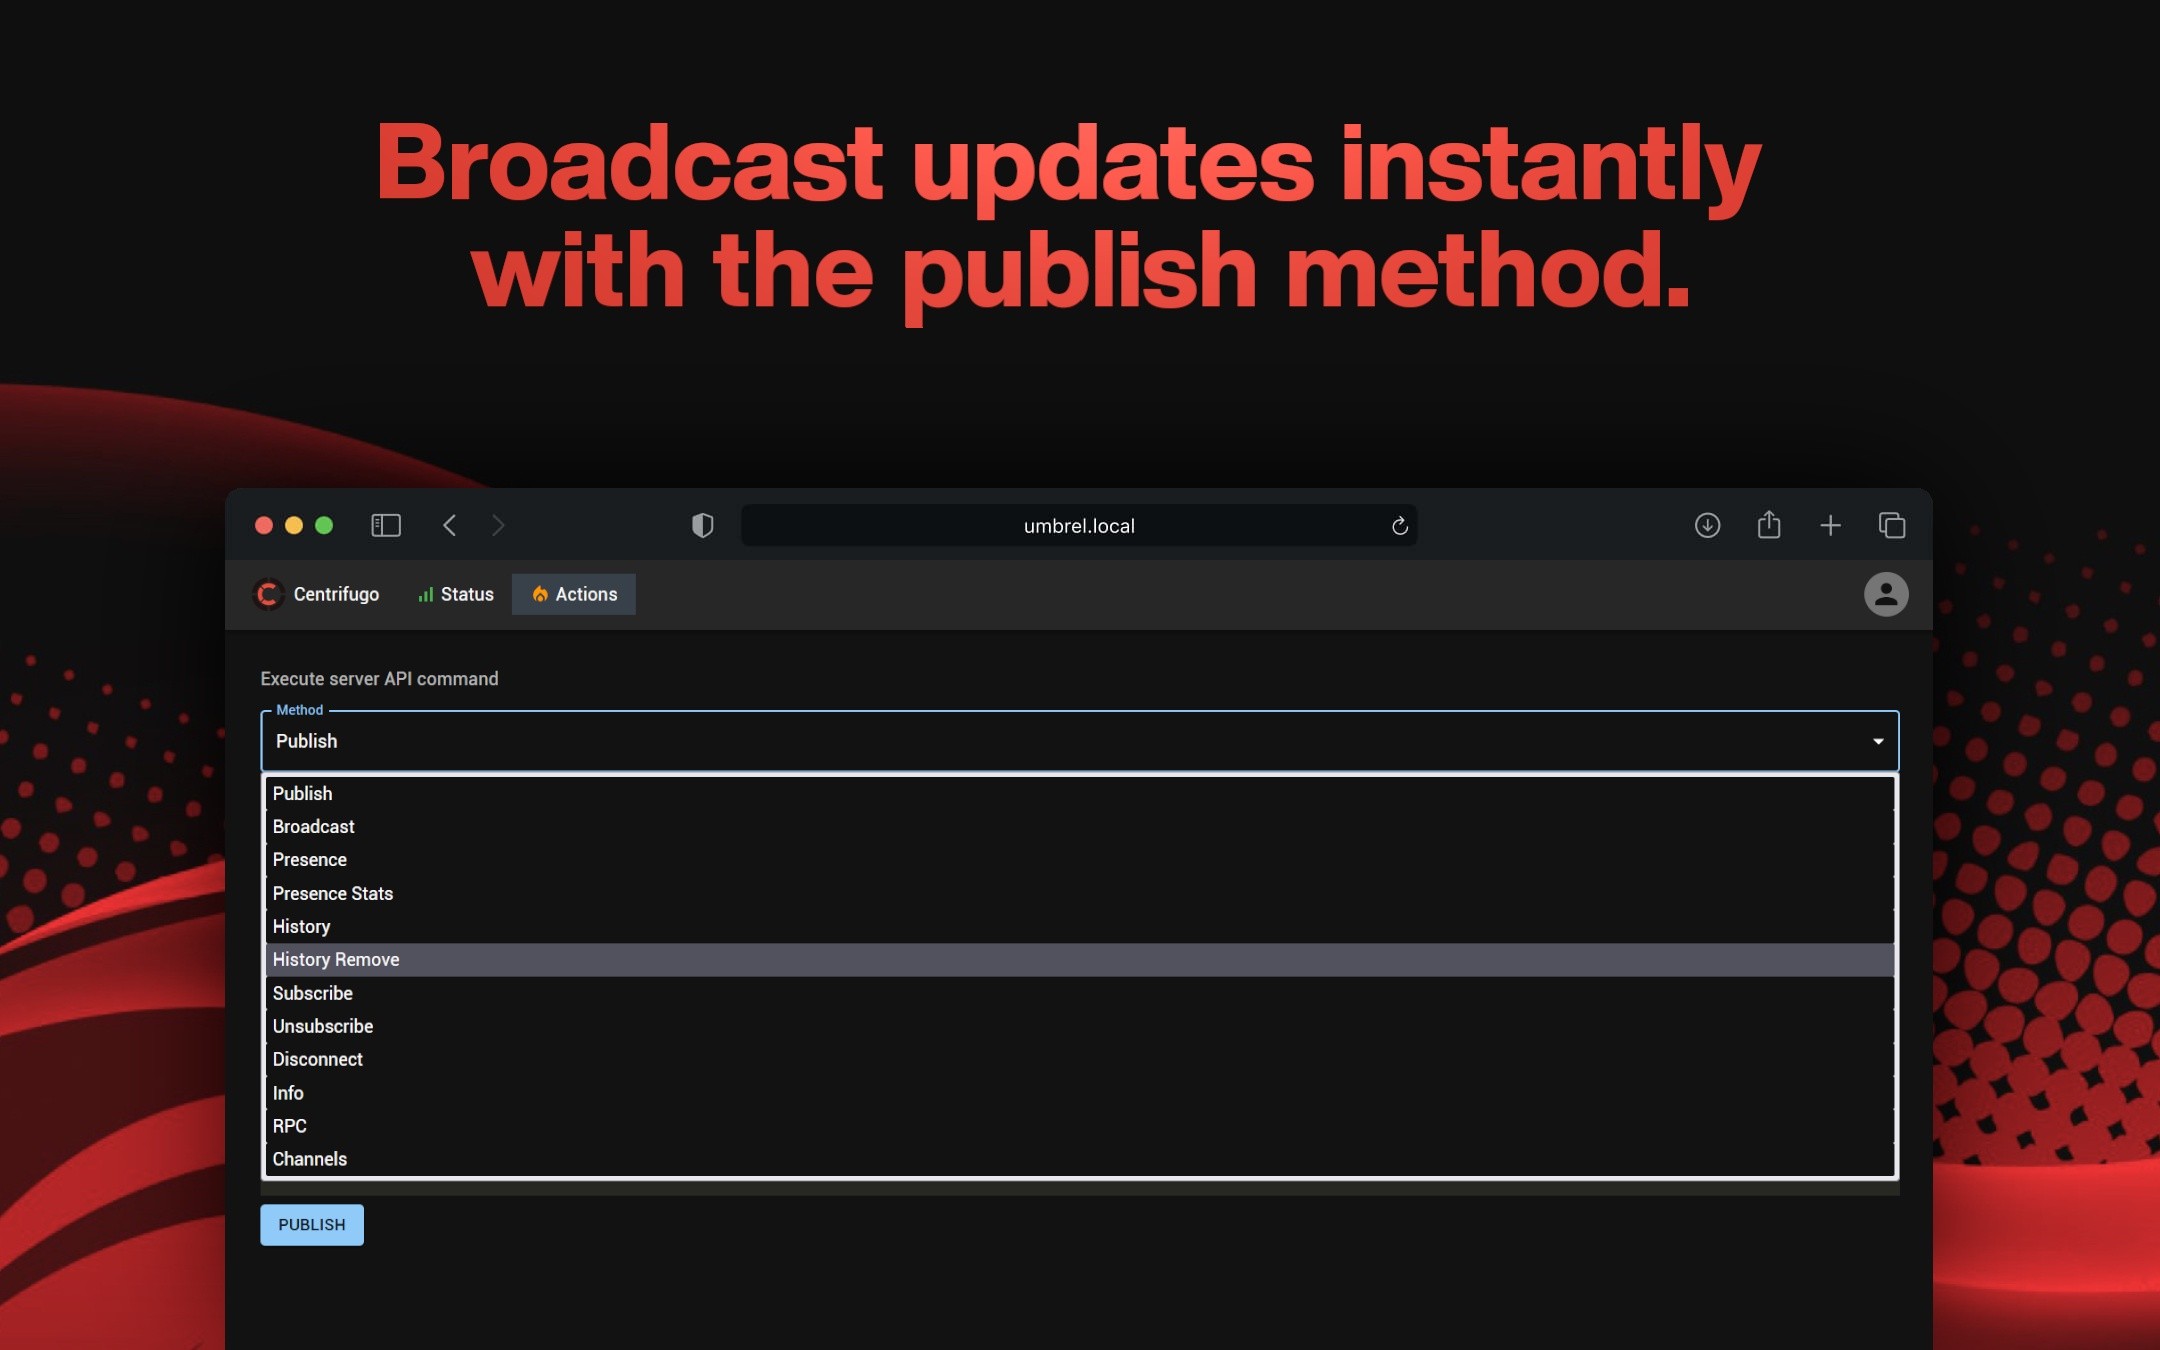 Broadcast updates instantly
with the publish method.
umbrel.local
Centrifugo
Status
Actions
Execute server API command
Method
Publish
Publish
Broadcast
Presence
Presence Stats
History
History Remove
Subscribe
Unsubscribe
Disconnect
Info
RPC
Channels
PUBLISH